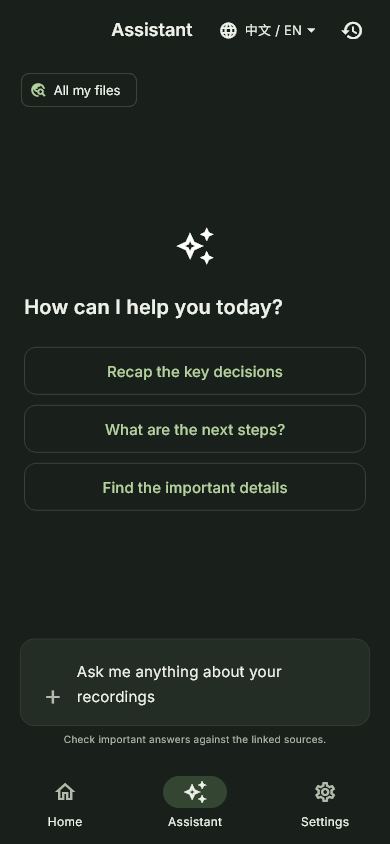 Assistant
中文 / EN
All my files
How can I help you today?
Recap the key decisions
What are the next steps?
Find the important details
Ask me anything about your
recordings
Check important answers against the linked sources.
Home
Assistant
Settings